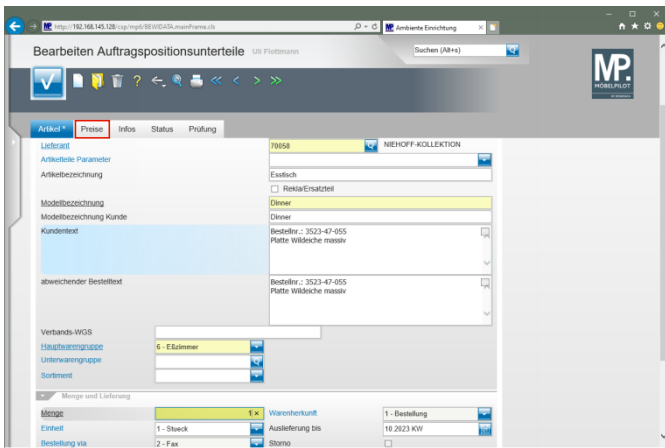 http://192.168.145.128/csp/mp6/BEWIDATA.mainFrame.cls
Ambiente Einrichtung
Bearbeiten Auftragspositionsunterteile Uli Flottmann
Suchen (Alt+s)
MP.
MÖBELPILOT
Artikel * Preise Infos Status Prüfung
Lieferant 70058 NIEHOFF-KOLLEKTION
Artikelteile Parameter
Artikelbezeichnung Esstisch
Rekla/Ersatzteil
Modellbezeichnung Dinner
Modellbezeichnung Kunde Dinner
Kundentext Bestellnr.: 3523-47-055
Platte Wildeiche massiv
abweichender Bestelltext Bestellnr.: 3523-47-055
Platte Wildeiche massiv
Verbands-WGS
Hauptwarengruppe 6 - Eßzimmer
Unterwarengruppe
Sortiment
Menge und Lieferung
Menge 1 Warenherkunft 1 - Bestellung
Einheit 1 - Stueck Auslieferung bis 10.2023 KW
Bestellung via 2 - Fax Storno